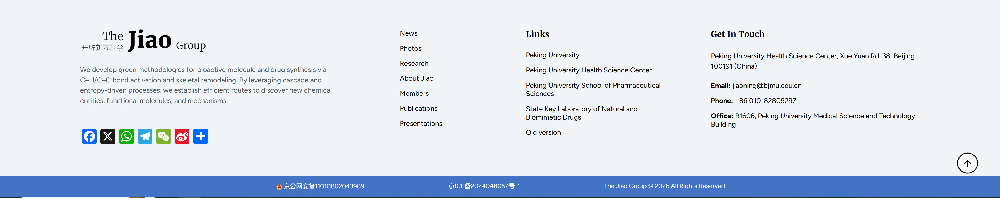 The Jiao Group
开辟新方法学
We develop green methodologies for bioactive molecule and drug synthesis via
C–H/C–C bond activation and skeletal remodeling. By leveraging cascade and
entropy-driven processes, we establish efficient routes to discover new chemical
entities, functional molecules, and mechanisms.
News
Photos
Research
About Jiao
Members
Publications
Presentations
Links
Peking University
Peking University Health Science Center
Peking University School of Pharmaceutical
Sciences
State Key Laboratory of Natural and
Biomimetic Drugs
Old version
Get In Touch
Peking University Health Science Center, Xue Yuan Rd. 38, Beijing
100191 (China)
Email: jiaoning@bjmu.edu.cn
Phone: +86 010-82805297
Office: B1606, Peking University Medical Science and Technology
Building
京公网安备11010802043989
京ICP备2024048057号-1
The Jiao Group © 2026 All Rights Reserved